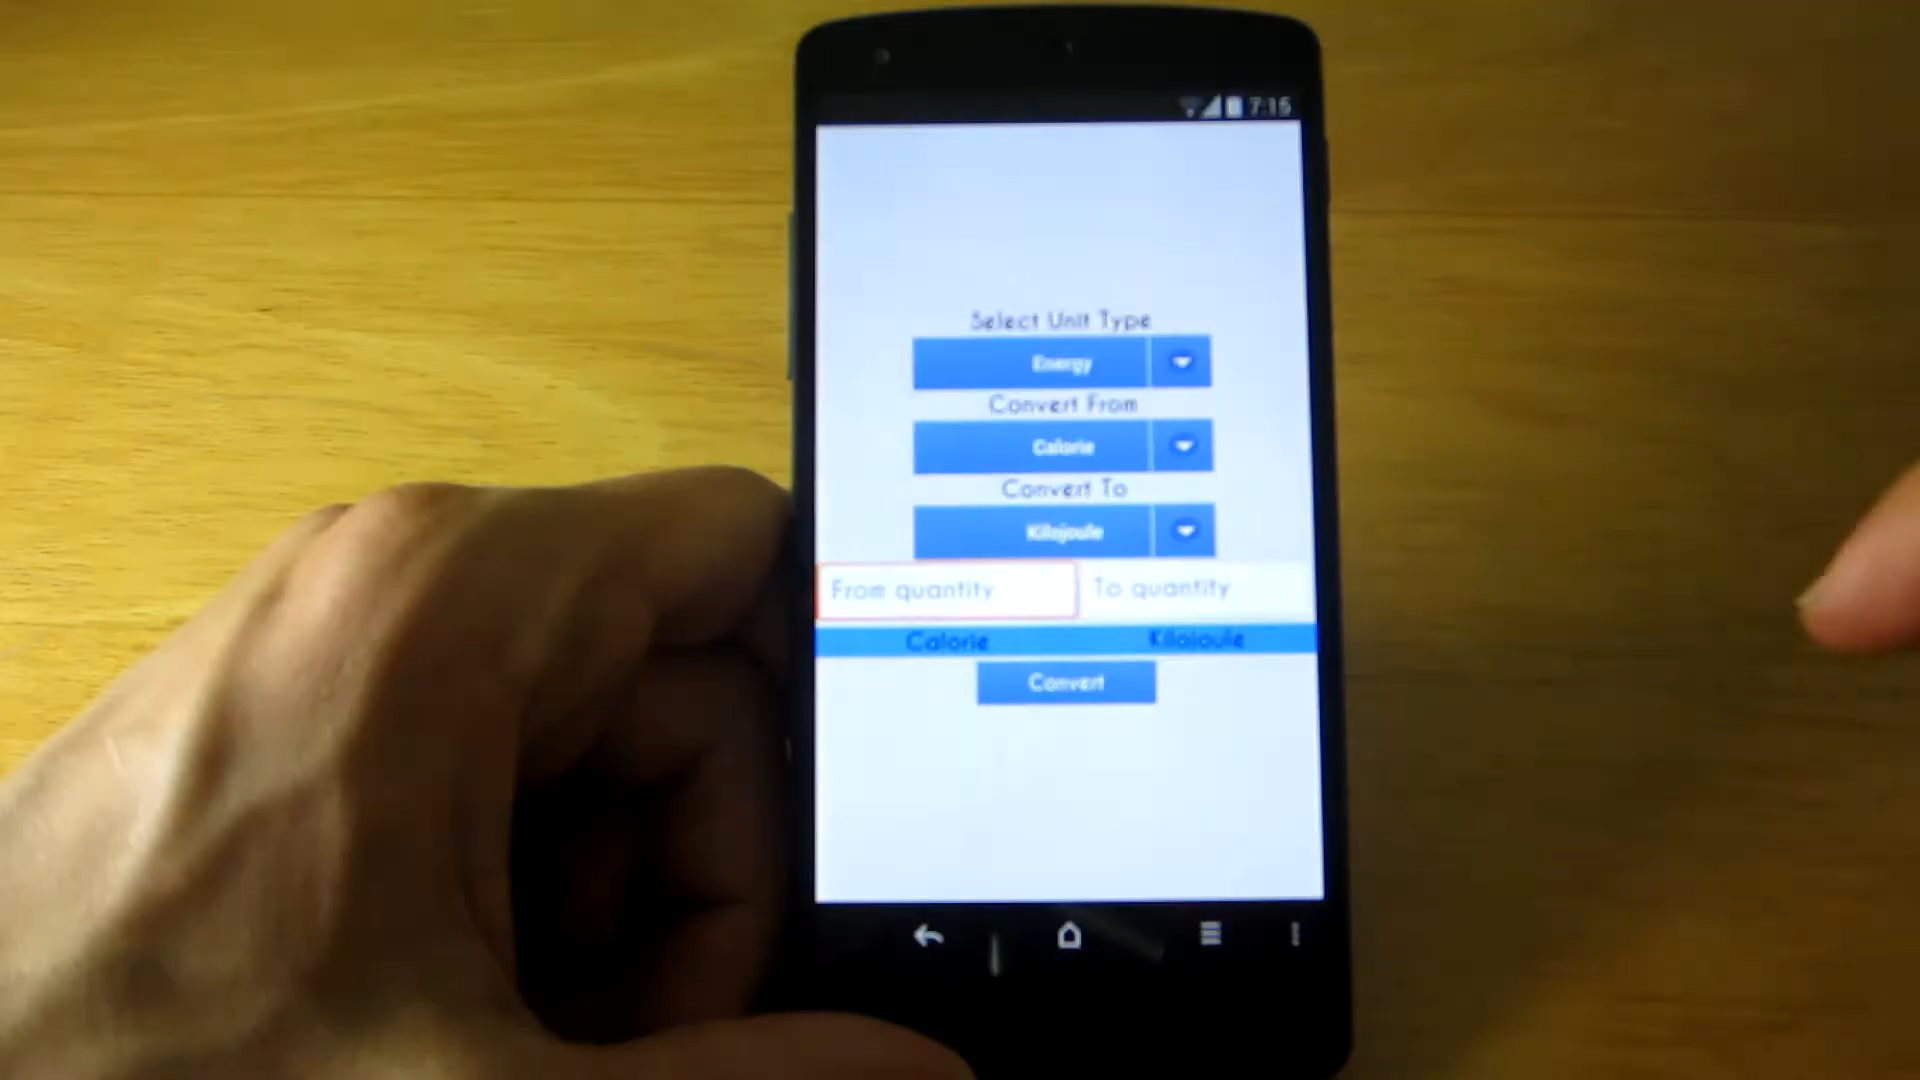 7:15
Select Unit Type
Energy
Convert From
Calorie
Convert To
Kilojoule
From quantity To quantity
Calorie Kilojoule
Convert